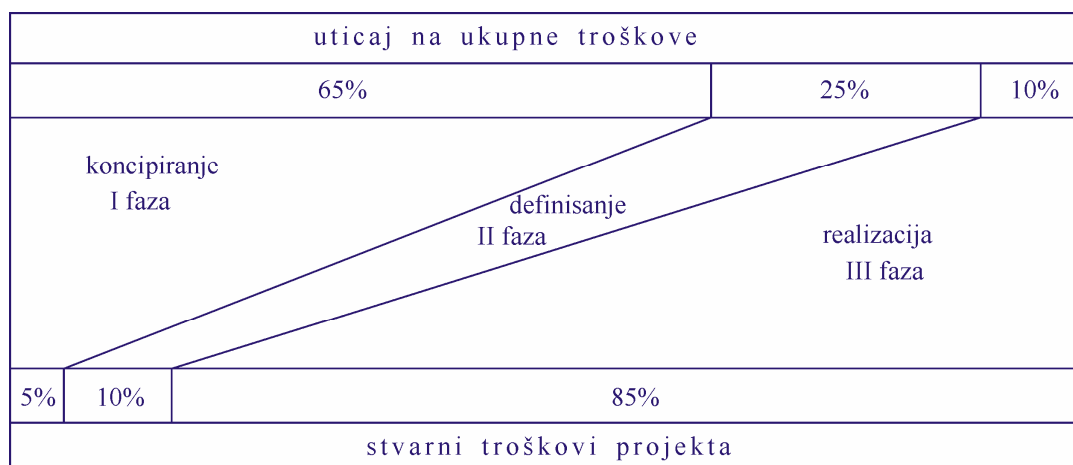 uticaj na ukupne troškove
65% 25% 10%
koncipiranje
I faza
definisanje
II faza
realizacija
III faza
5% 10% 85%
stvarni troškovi projekta